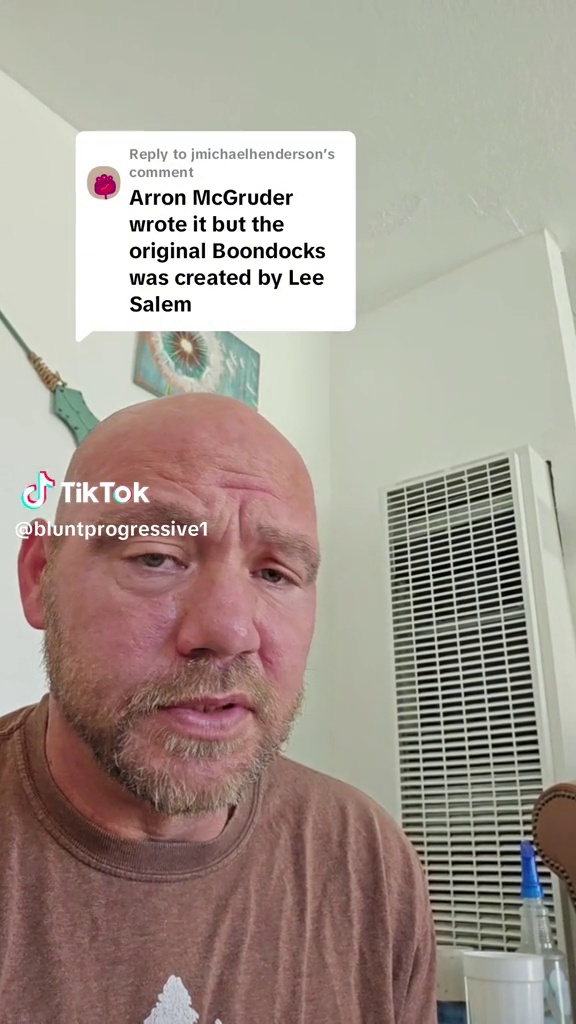 Reply to jmichaelhenderson's
comment
Arron McGruder
wrote it but the
original Boondocks
was created by Lee
Salem
TikTok
@bluntprogressive1